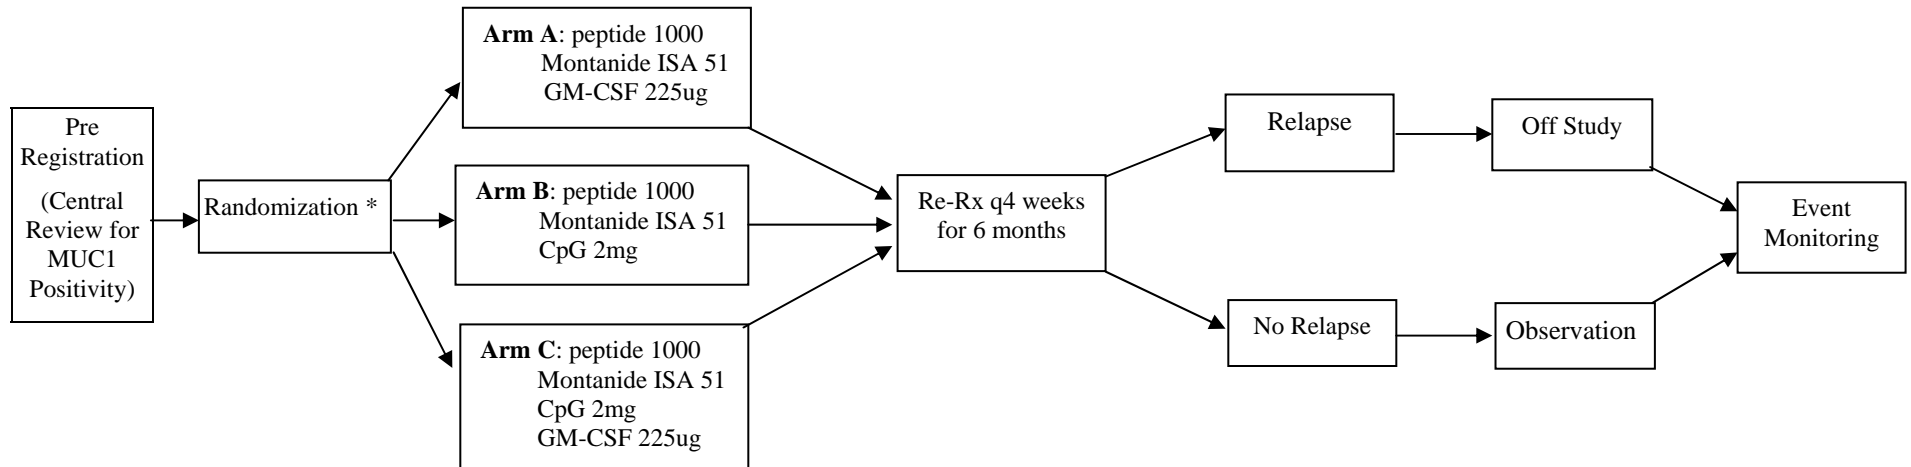 Pre
Registration
(Central
Review for
MUC1
Positivity)
Randomization *
Arm A: peptide 1000
Montanide ISA 51
GM-CSF 225ug
Arm B: peptide 1000
Montanide ISA 51
CpG 2mg
Arm C: peptide 1000
Montanide ISA 51
CpG 2mg
GM-CSF 225ug
Re-Rx q4 weeks
for 6 months
Relapse
Off Study
No Relapse
Observation
Event
Monitoring